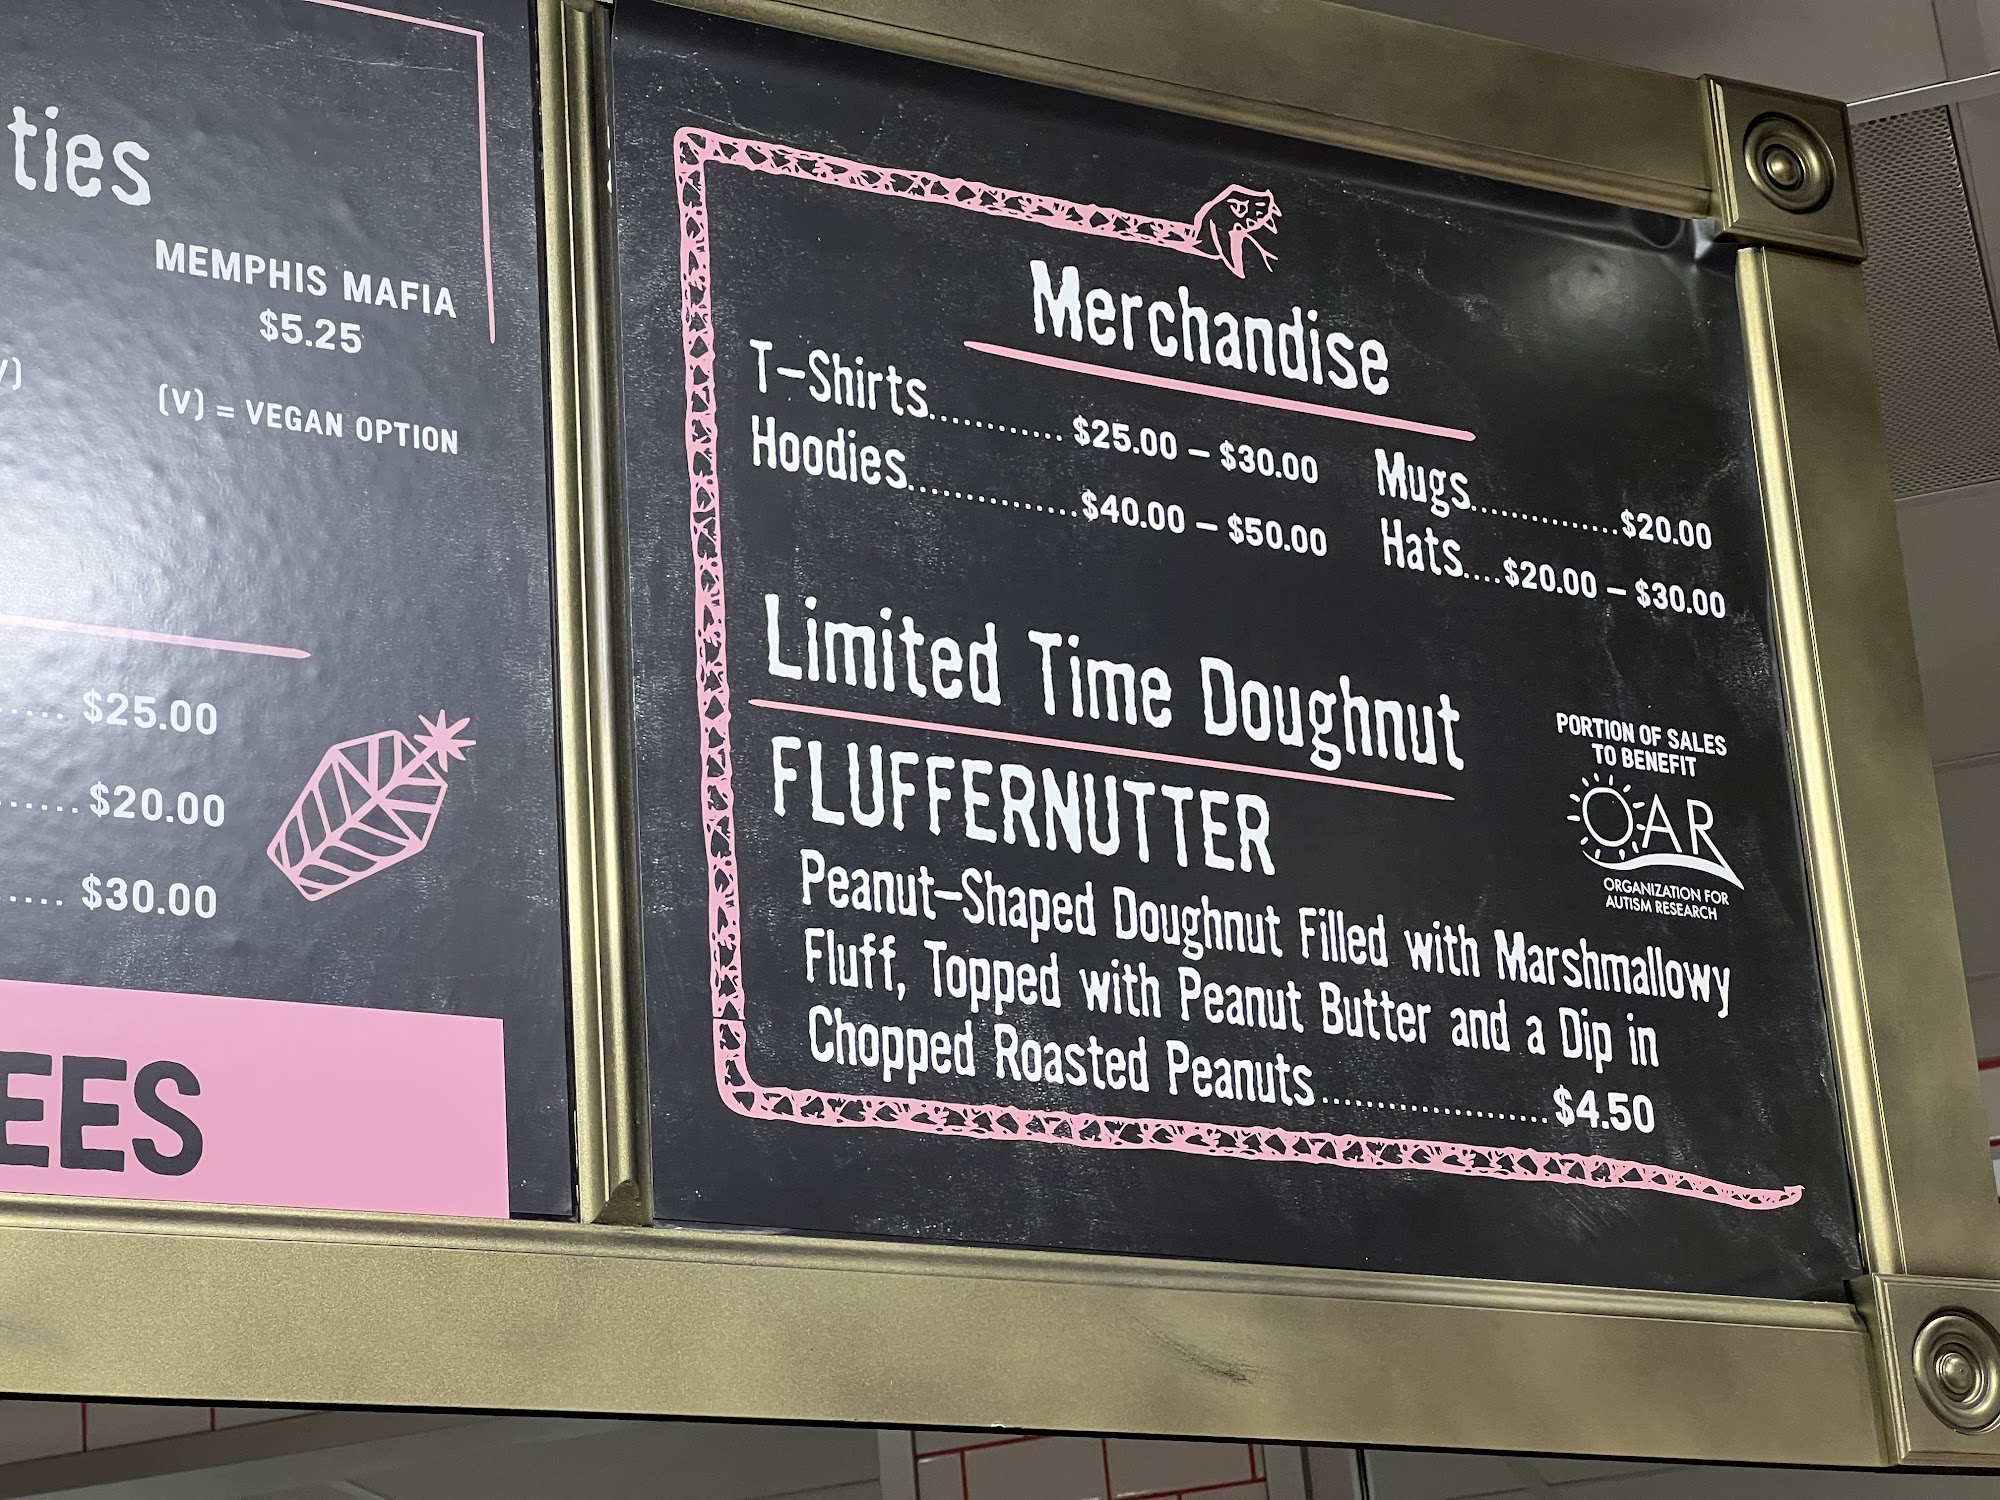 ties
MEMPHIS MAFIA
$5.25
(V) = VEGAN OPTION
..... $25.00
..... $20.00
..... $30.00
EES
Merchandise
T-Shirts........... $25.00 – $30.00
Hoodies..............$40.00 – $50.00
Mugs...............$20.00
Hats....$20.00 – $30.00
Limited Time Doughnut
FLUFFERNUTTER
Peanut-Shaped Doughnut Filled with Marshmallowy
Fluff, Topped with Peanut Butter and a Dip in
Chopped Roasted Peanuts.....................$4.50
PORTION OF SALES
TO BENEFIT
OAR
ORGANIZATION FOR
AUTISM RESEARCH